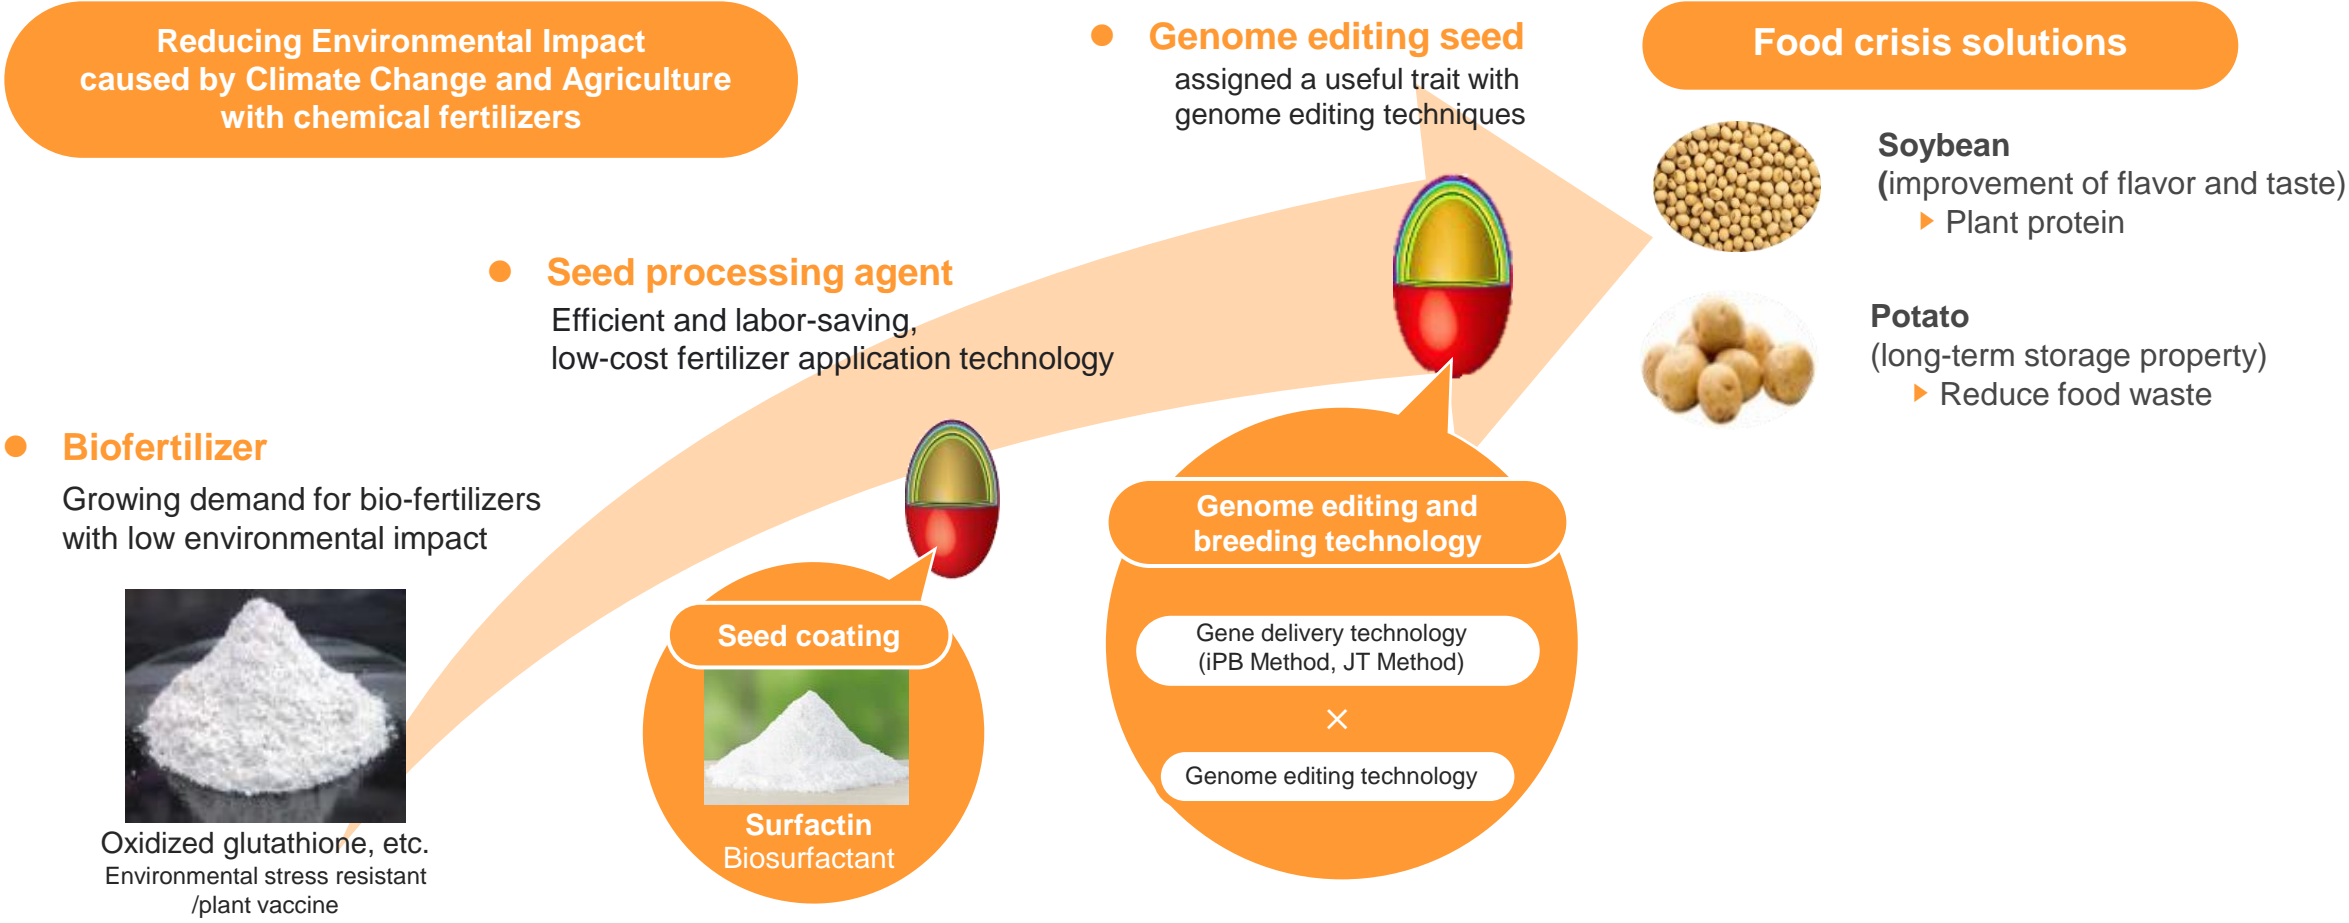 Reducing Environmental Impact
caused by Climate Change and Agriculture
with chemical fertilizers
● Genome editing seed
assigned a useful trait with
genome editing techniques
Food crisis solutions
Soybean
(improvement of flavor and taste)
▶ Plant protein
Potato
(long-term storage property)
▶ Reduce food waste
● Seed processing agent
Efficient and labor-saving,
low-cost fertilizer application technology
● Biofertilizer
Growing demand for bio-fertilizers
with low environmental impact
Oxidized glutathione, etc.
Environmental stress resistant
/plant vaccine
Seed coating
Surfactin
Biosurfactant
Genome editing and
breeding technology
Gene delivery technology
(iPB Method, JT Method)
×
Genome editing technology